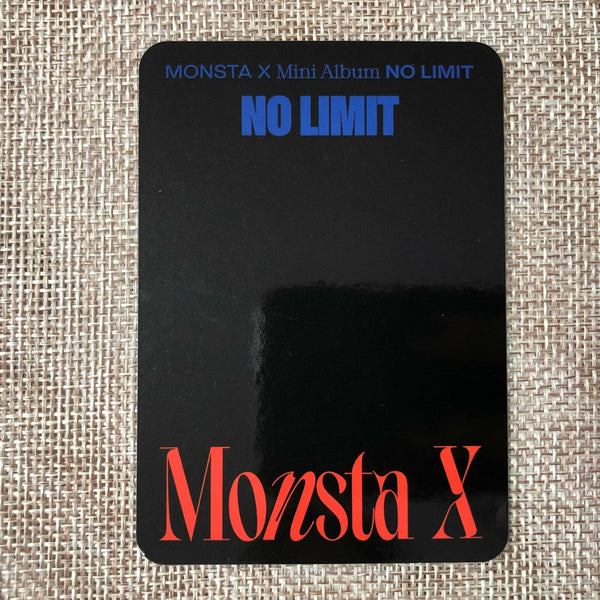 MONSTA X Mini Album NO LIMIT
NO LIMIT
Monsta X